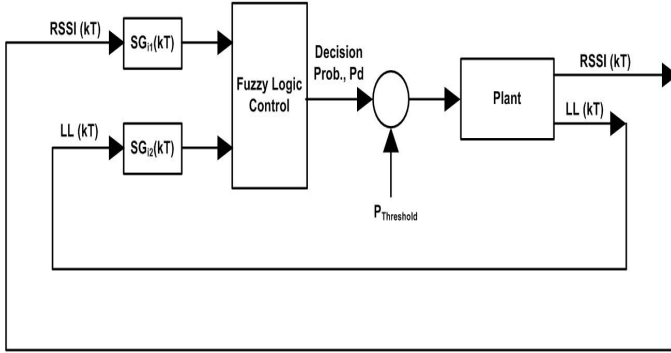 RSSI (kT)
SGi1(kT)
LL (kT)
SGi2(kT)
Fuzzy Logic
Control
Decision
Prob., Pd
PThreshold
Plant
RSSI (kT)
LL (kT)